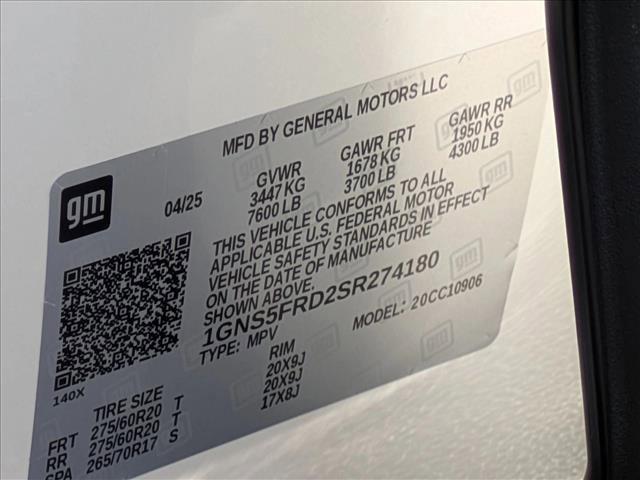 MFD BY GENERAL MOTORS LLC
gm
04/25
GVWR GAWR FRT GAWR RR
3447 KG 1678 KG 1950 KG
7600 LB 3700 LB 4300 LB
THIS VEHICLE CONFORMS TO ALL
APPLICABLE U.S. FEDERAL MOTOR
VEHICLE SAFETY STANDARDS IN EFFECT
ON THE DATE OF MANUFACTURE
SHOWN ABOVE.
1GNS5FRD2SR274180
TYPE: MPV MODEL: 20CC10906
140X
TIRE SIZE RIM
FRT 275/60R20 T 20X9J
RR 275/60R20 T 20X9J
SPA 265/70R17 S 17X8J